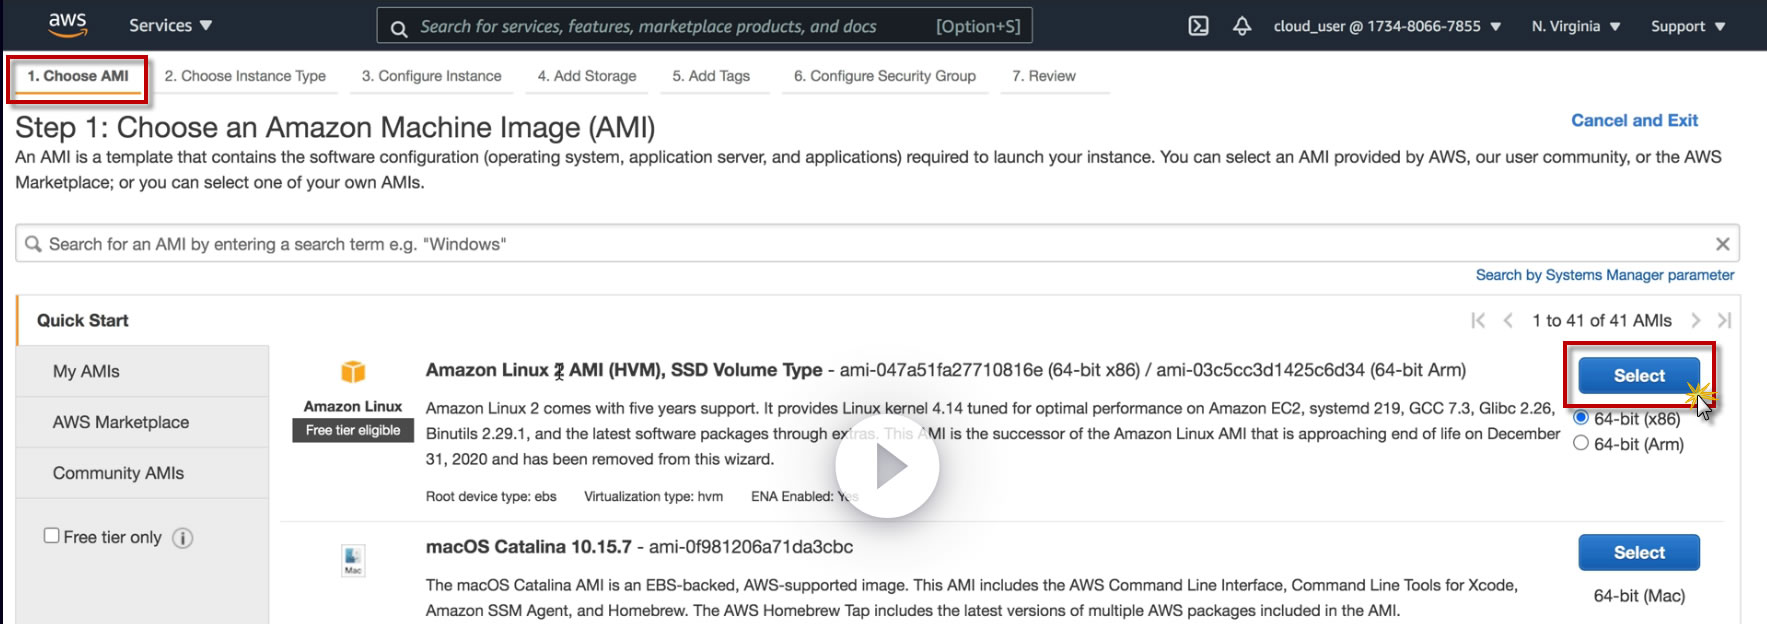 aws Services Search for services, features, marketplace products, and docs [Option+S] cloud_user @ 1734-8066-7855 N. Virginia Support
1. Choose AMI 2. Choose Instance Type 3. Configure Instance 4. Add Storage 5. Add Tags 6. Configure Security Group 7. Review
Step 1: Choose an Amazon Machine Image (AMI)
Cancel and Exit
An AMI is a template that contains the software configuration (operating system, application server, and applications) required to launch your instance. You can select an AMI provided by AWS, our user community, or the AWS
Marketplace; or you can select one of your own AMIs.
Search for an AMI by entering a search term e.g. "Windows"
Search by Systems Manager parameter
Quick Start
1 to 41 of 41 AMIs
My AMIs
AWS Marketplace
Community AMIs
Free tier only
Amazon Linux
Free tier eligible
Amazon Linux 2 AMI (HVM), SSD Volume Type - ami-047a51fa27710816e (64-bit x86) / ami-03c5cc3d1425c6d34 (64-bit Arm)
Amazon Linux 2 comes with five years support. It provides Linux kernel 4.14 tuned for optimal performance on Amazon EC2, systemd 219, GCC 7.3, Glibc 2.26,
Binutils 2.29.1, and the latest software packages through extras. This AMI is the successor of the Amazon Linux AMI that is approaching end of life on December
31, 2020 and has been removed from this wizard.
Root device type: ebs Virtualization type: hvm ENA Enabled: Yes
Select
64-bit (x86)
64-bit (Arm)
Mac
macOS Catalina 10.15.7 - ami-0f981206a71da3cbc
The macOS Catalina AMI is an EBS-backed, AWS-supported image. This AMI includes the AWS Command Line Interface, Command Line Tools for Xcode,
Amazon SSM Agent, and Homebrew. The AWS Homebrew Tap includes the latest versions of multiple AWS packages included in the AMI.
Select
64-bit (Mac)